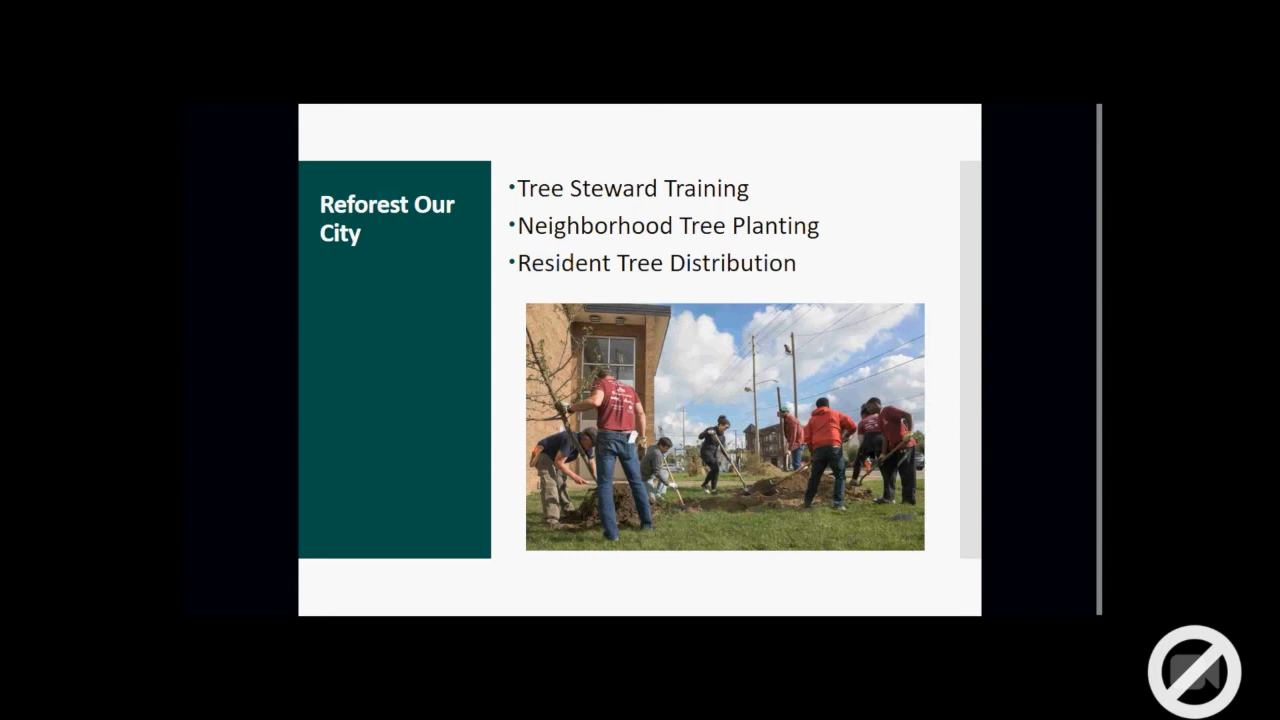 Reforest Our
City
•Tree Steward Training
•Neighborhood Tree Planting
•Resident Tree Distribution